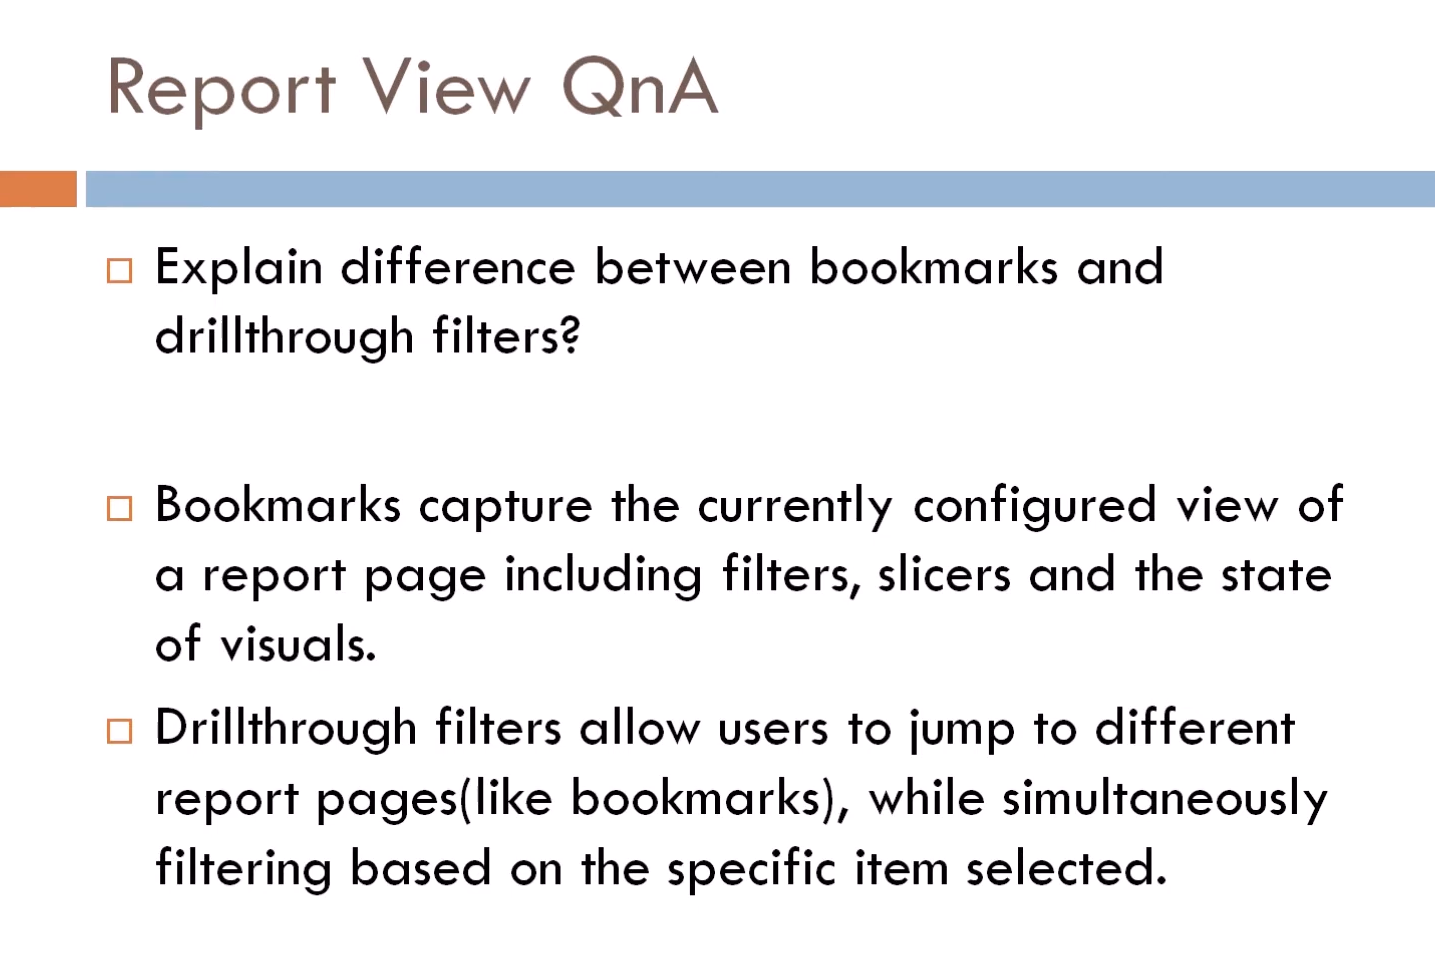 Report View QnA
Explain difference between bookmarks and
drillthrough filters?
Bookmarks capture the currently configured view of
a report page including filters, slicers and the state
of visuals.
Drillthrough filters allow users to jump to different
report pages(like bookmarks), while simultaneously
filtering based on the specific item selected.